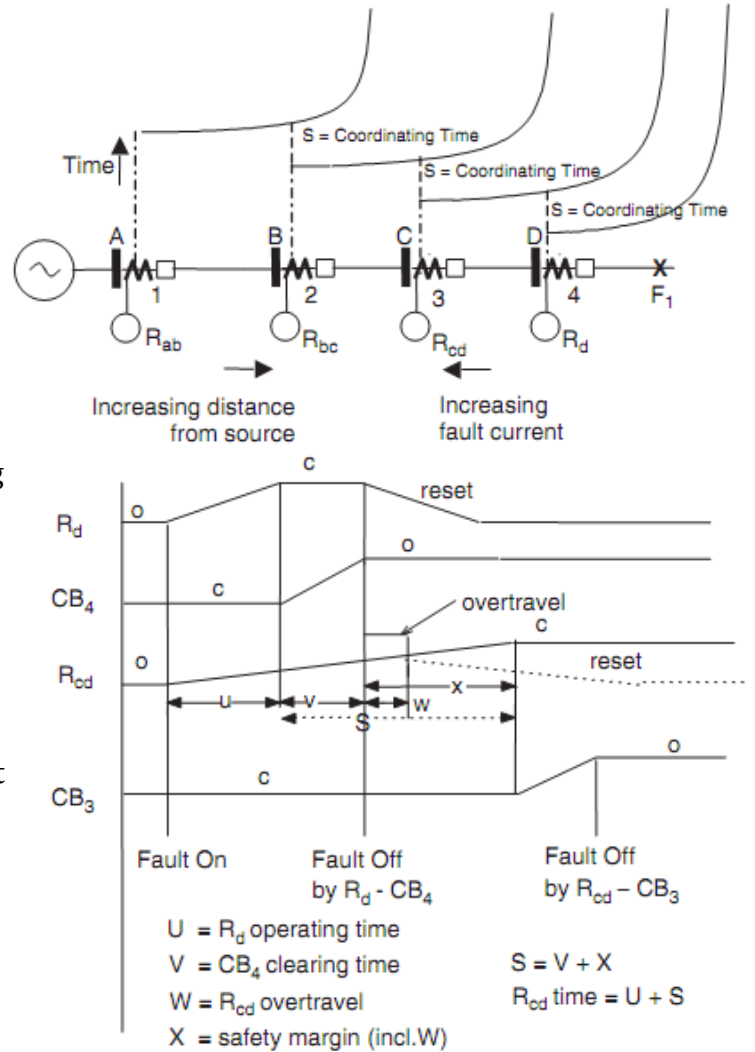 S = Coordinating Time
Time
S = Coordinating Time
S = Coordinating Time
A
B
C
D
1
2
3
4
X
F1
Rab
Rbc
Rcd
Rd
Increasing distance
from source
Increasing
fault current
g
c
reset
o
Rd
o
c
CB4
overtravel
c
o
reset
Rcd
U
V
W
X
S
o
c
t
CB3
Fault On
Fault Off
by Rd - CB4
Fault Off
by Rcd – CB3
U = Rd operating time
V = CB4 clearing time
W = Rcd overtravel
X = safety margin (incl.W)
S = V + X
Rcd time = U + S